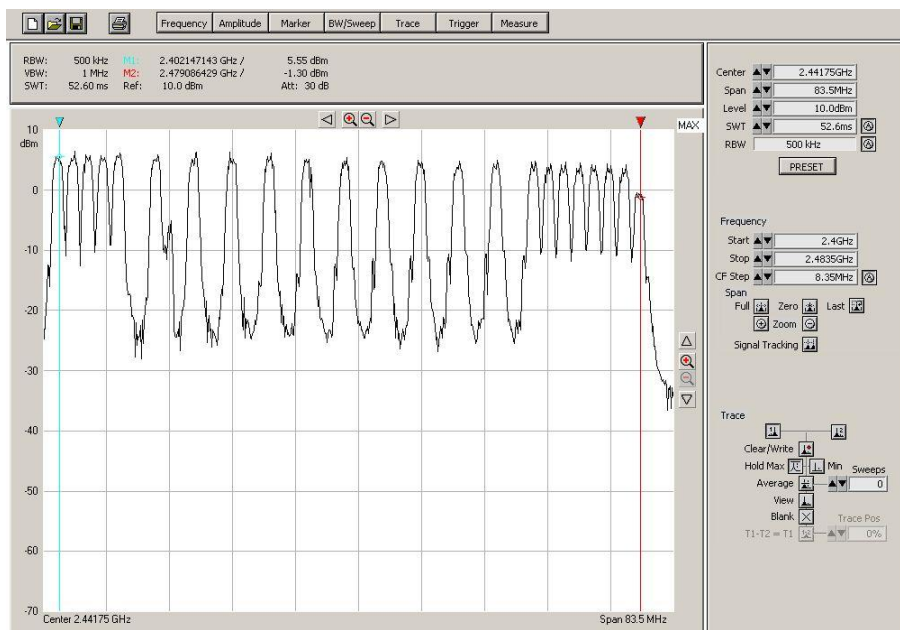 Frequency Amplitude Marker BW/Sweep Trace Trigger Measure
RBW: 500 kHz M1: 2.402147143 GHz / 5.55 dBm
VBW: 1 MHz M2: 2.479086429 GHz / -1.30 dBm
SWT: 52.60 ms Ref: 10.0 dBm Att: 30 dB
10
dBm
0
-10
-20
-30
-40
-50
-60
-70
MAX
Center 2.44175 GHz Span 83.5 MHz
Center 2.44175GHz
Span 83.5MHz
Level 10.0dBm
SWT 52.6ms
RBW 500 kHz
PRESET
Frequency
Start 2.4GHz
Stop 2.4835GHz
CF Step 8.35MHz
Span
Full Zero Last
Zoom
Signal Tracking
Trace
1 2
Clear/Write
Hold Max Min Sweeps
Average 0
View
Blank Trace Pos
T1-T2 = T1 0%